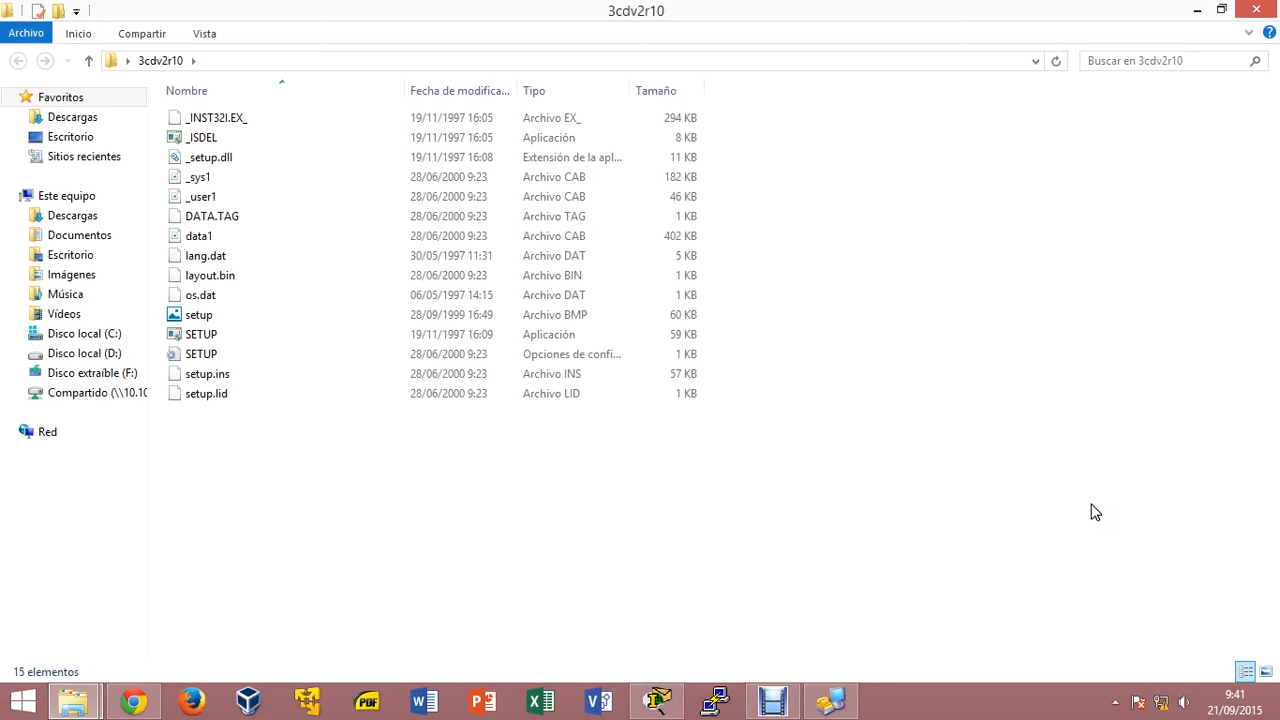 3cdv2r10
Archivo Inicio Compartir Vista
3cdv2r10 Buscar en 3cdv2r10
Nombre Fecha de modifica... Tipo Tamaño
Favoritos
Descargas
Escritorio
Sitios recientes
Este equipo
Descargas
Documentos
Escritorio
Imágenes
Música
Vídeos
Disco local (C:)
Disco local (D:)
Disco extraíble (F:)
Compartido (\\10.10
Red
_INST32I.EX_ 19/11/1997 16:05 Archivo EX_ 294 KB
_ISDEL 19/11/1997 16:05 Aplicación 8 KB
_setup.dll 19/11/1997 16:08 Extensión de la apl... 11 KB
_sys1 28/06/2000 9:23 Archivo CAB 182 KB
_user1 28/06/2000 9:23 Archivo CAB 46 KB
DATA.TAG 28/06/2000 9:23 Archivo TAG 1 KB
data1 28/06/2000 9:23 Archivo CAB 402 KB
lang.dat 30/05/1997 11:31 Archivo DAT 5 KB
layout.bin 28/06/2000 9:23 Archivo BIN 1 KB
os.dat 06/05/1997 14:15 Archivo DAT 1 KB
setup 28/09/1999 16:49 Archivo BMP 60 KB
SETUP 19/11/1997 16:09 Aplicación 59 KB
SETUP 28/06/2000 9:23 Opciones de confi... 1 KB
setup.ins 28/06/2000 9:23 Archivo INS 57 KB
setup.lid 28/06/2000 9:23 Archivo LID 1 KB
15 elementos
PDF
9:41
21/09/2015